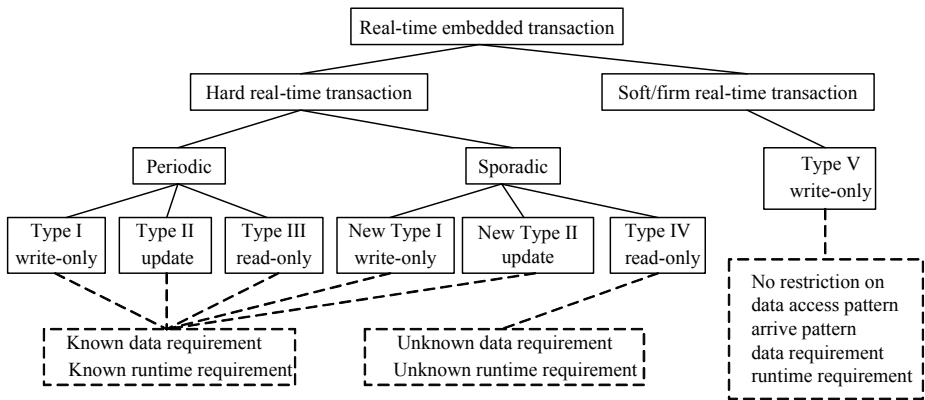 Real-time embedded transaction
Hard real-time transaction
Soft/firm real-time transaction
Periodic
Sporadic
Type V
write-only
Type I
write-only
Type II
update
Type III
read-only
New Type I
write-only
New Type II
update
Type IV
read-only
Known data requirement
Known runtime requirement
Unknown data requirement
Unknown runtime requirement
No restriction on
data access pattern
arrive pattern
data requirement
runtime requirement